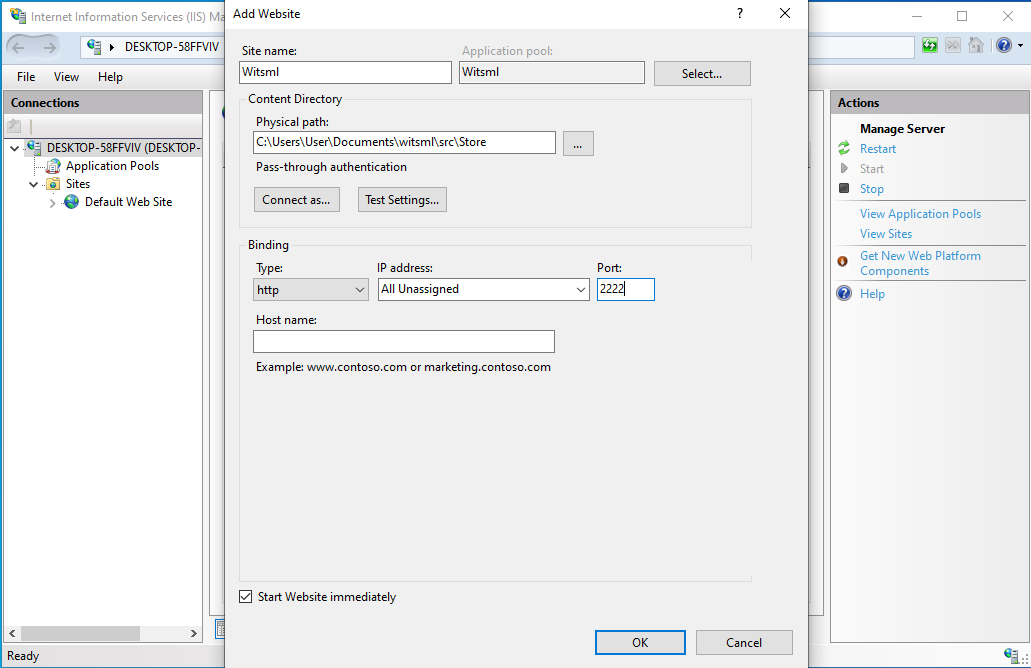 Internet Information Services (IIS) Ma
DESKTOP-58FFVIV
File View Help
Connections
DESKTOP-58FFVIV (DESKTOP-
Application Pools
Sites
Default Web Site
Ready
Add Website
?
Site name:
Application pool:
Witsml
Witsml
Select...
Content Directory
Physical path:
C:\Users\User\Documents\witsml\src\Store
...
Pass-through authentication
Connect as...
Test Settings...
Binding
Type:
IP address:
Port:
http
All Unassigned
2222
Host name:
Example: www.contoso.com or marketing.contoso.com
Start Website immediately
OK
Cancel
Actions
Manage Server
Restart
Start
Stop
View Application Pools
View Sites
Get New Web Platform
Components
Help